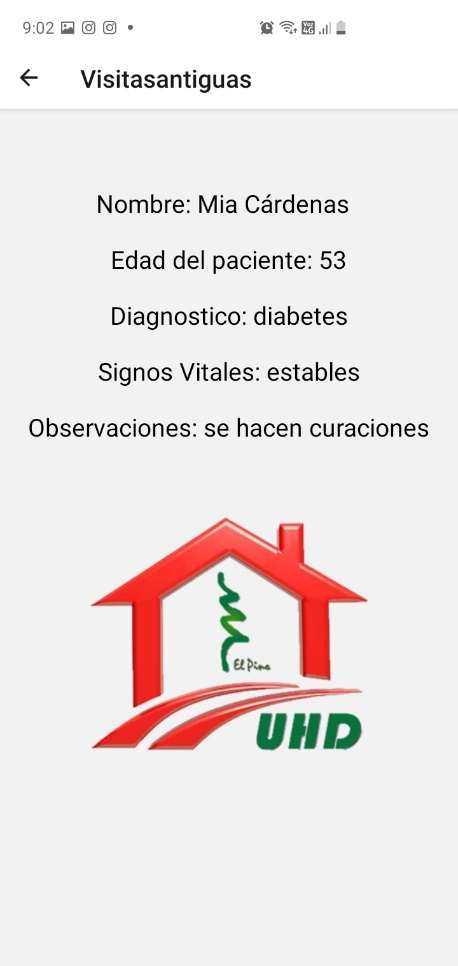 9:02
Visitasantiguas
Nombre: Mia Cárdenas
Edad del paciente: 53
Diagnostico: diabetes
Signos Vitales: estables
Observaciones: se hacen curaciones
El Pino
UHD